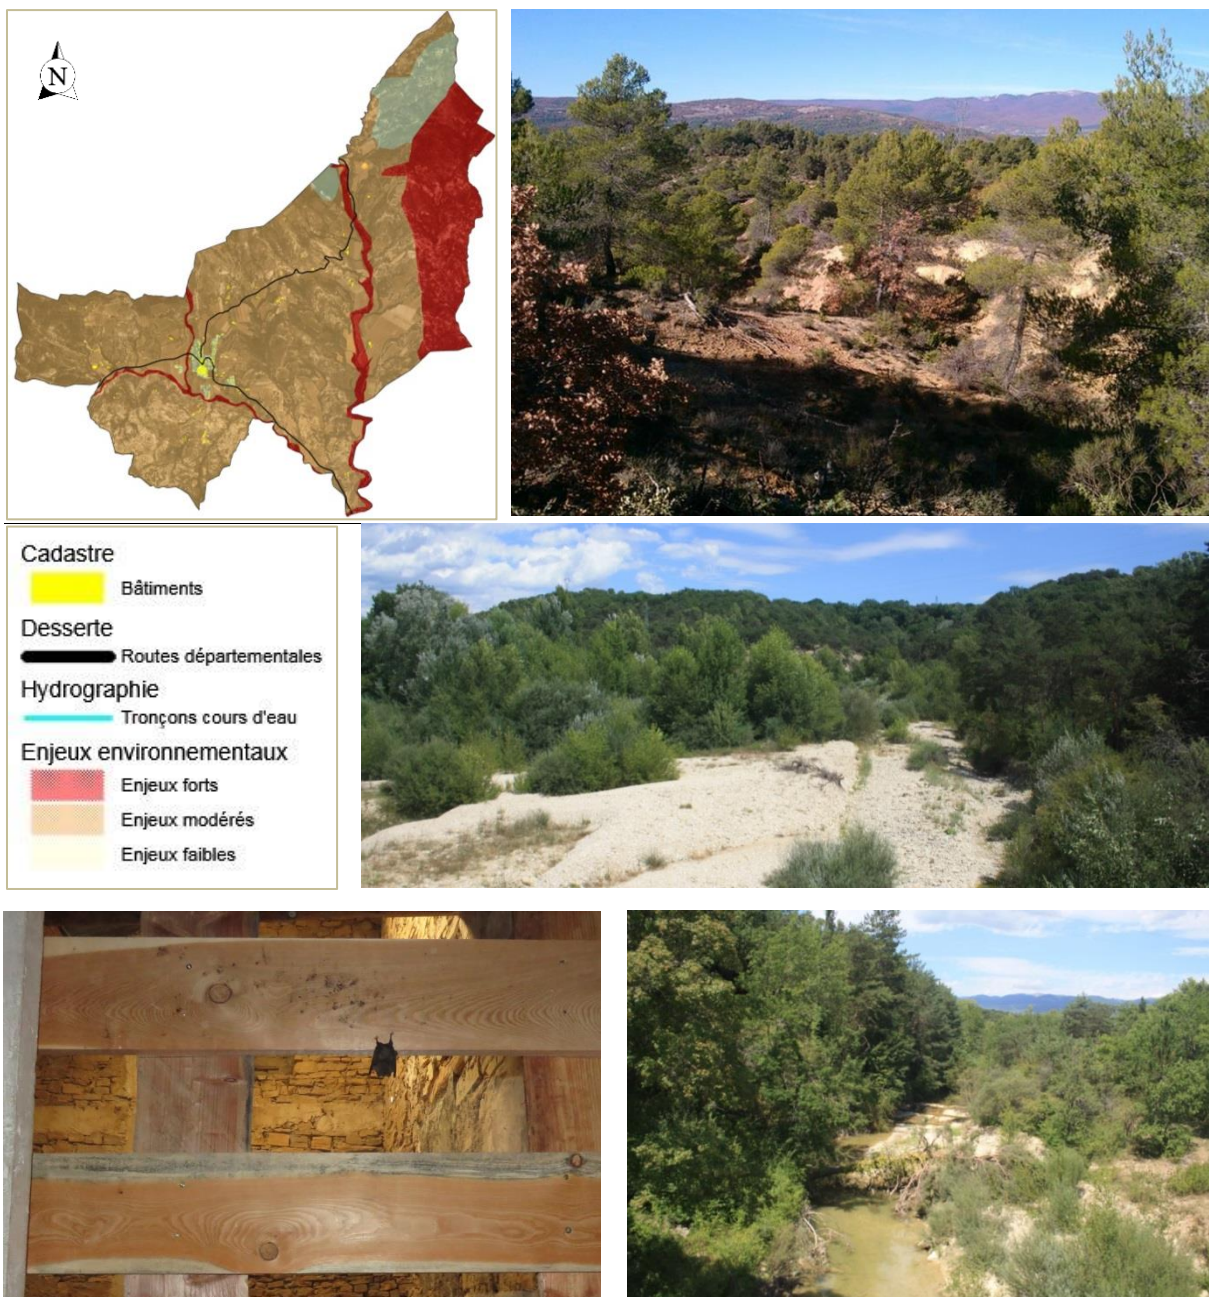 N
Cadastre
Bâtiments
Desserte
Routes départementales
Hydrographie
Tronçons cours d'eau
Enjeux environnementaux
Enjeux forts
Enjeux modérés
Enjeux faibles